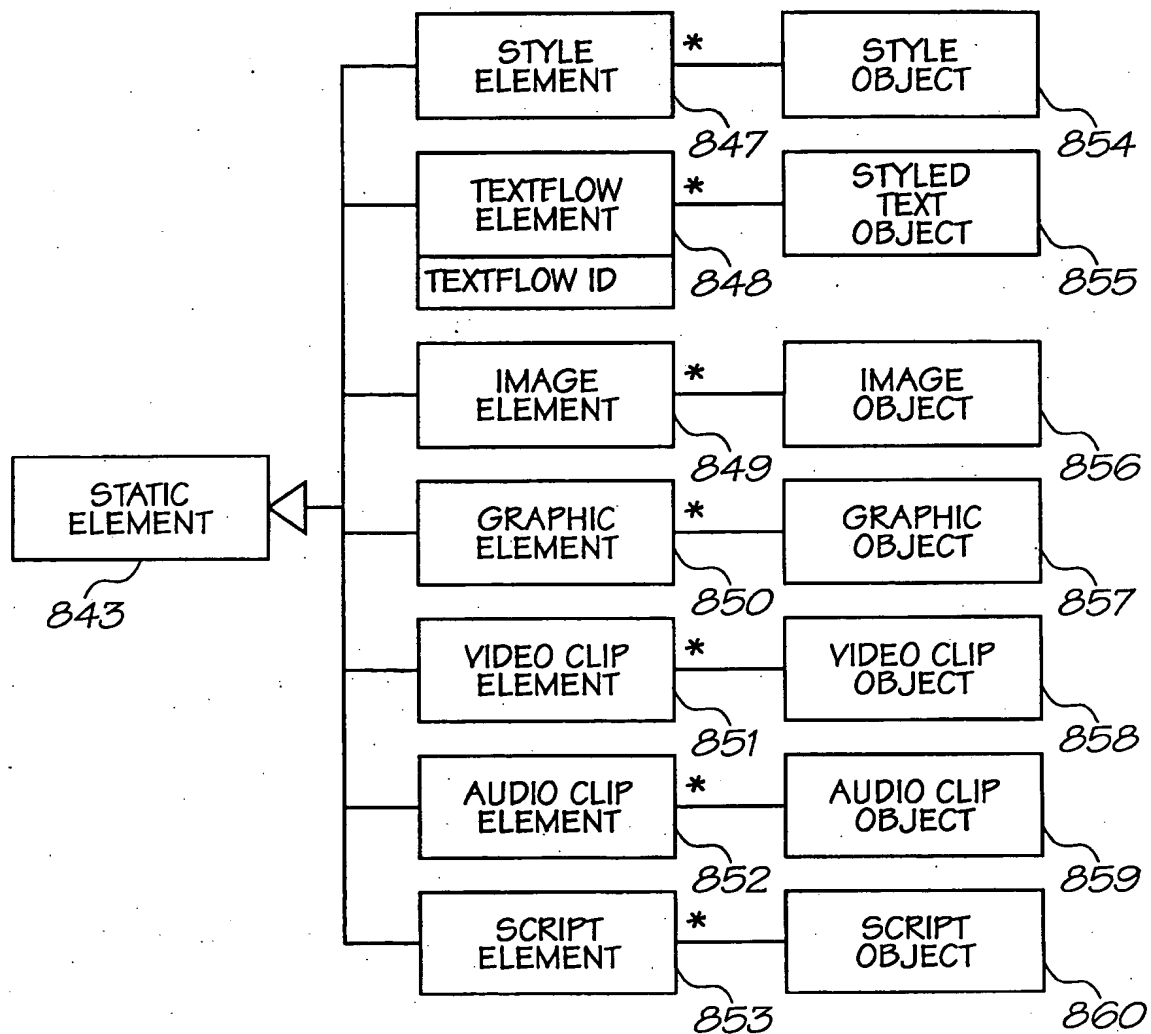 STYLE
ELEMENT
*
STYLE
OBJECT
847
854
TEXTFLOW
ELEMENT
TEXTFLOW ID
*
STYLED
TEXT
OBJECT
848
855
IMAGE
ELEMENT
*
IMAGE
OBJECT
849
856
STATIC
ELEMENT
843
GRAPHIC
ELEMENT
*
GRAPHIC
OBJECT
850
857
VIDEO CLIP
ELEMENT
*
VIDEO CLIP
OBJECT
851
858
AUDIO CLIP
ELEMENT
*
AUDIO CLIP
OBJECT
852
859
SCRIPT
ELEMENT
*
SCRIPT
OBJECT
853
860